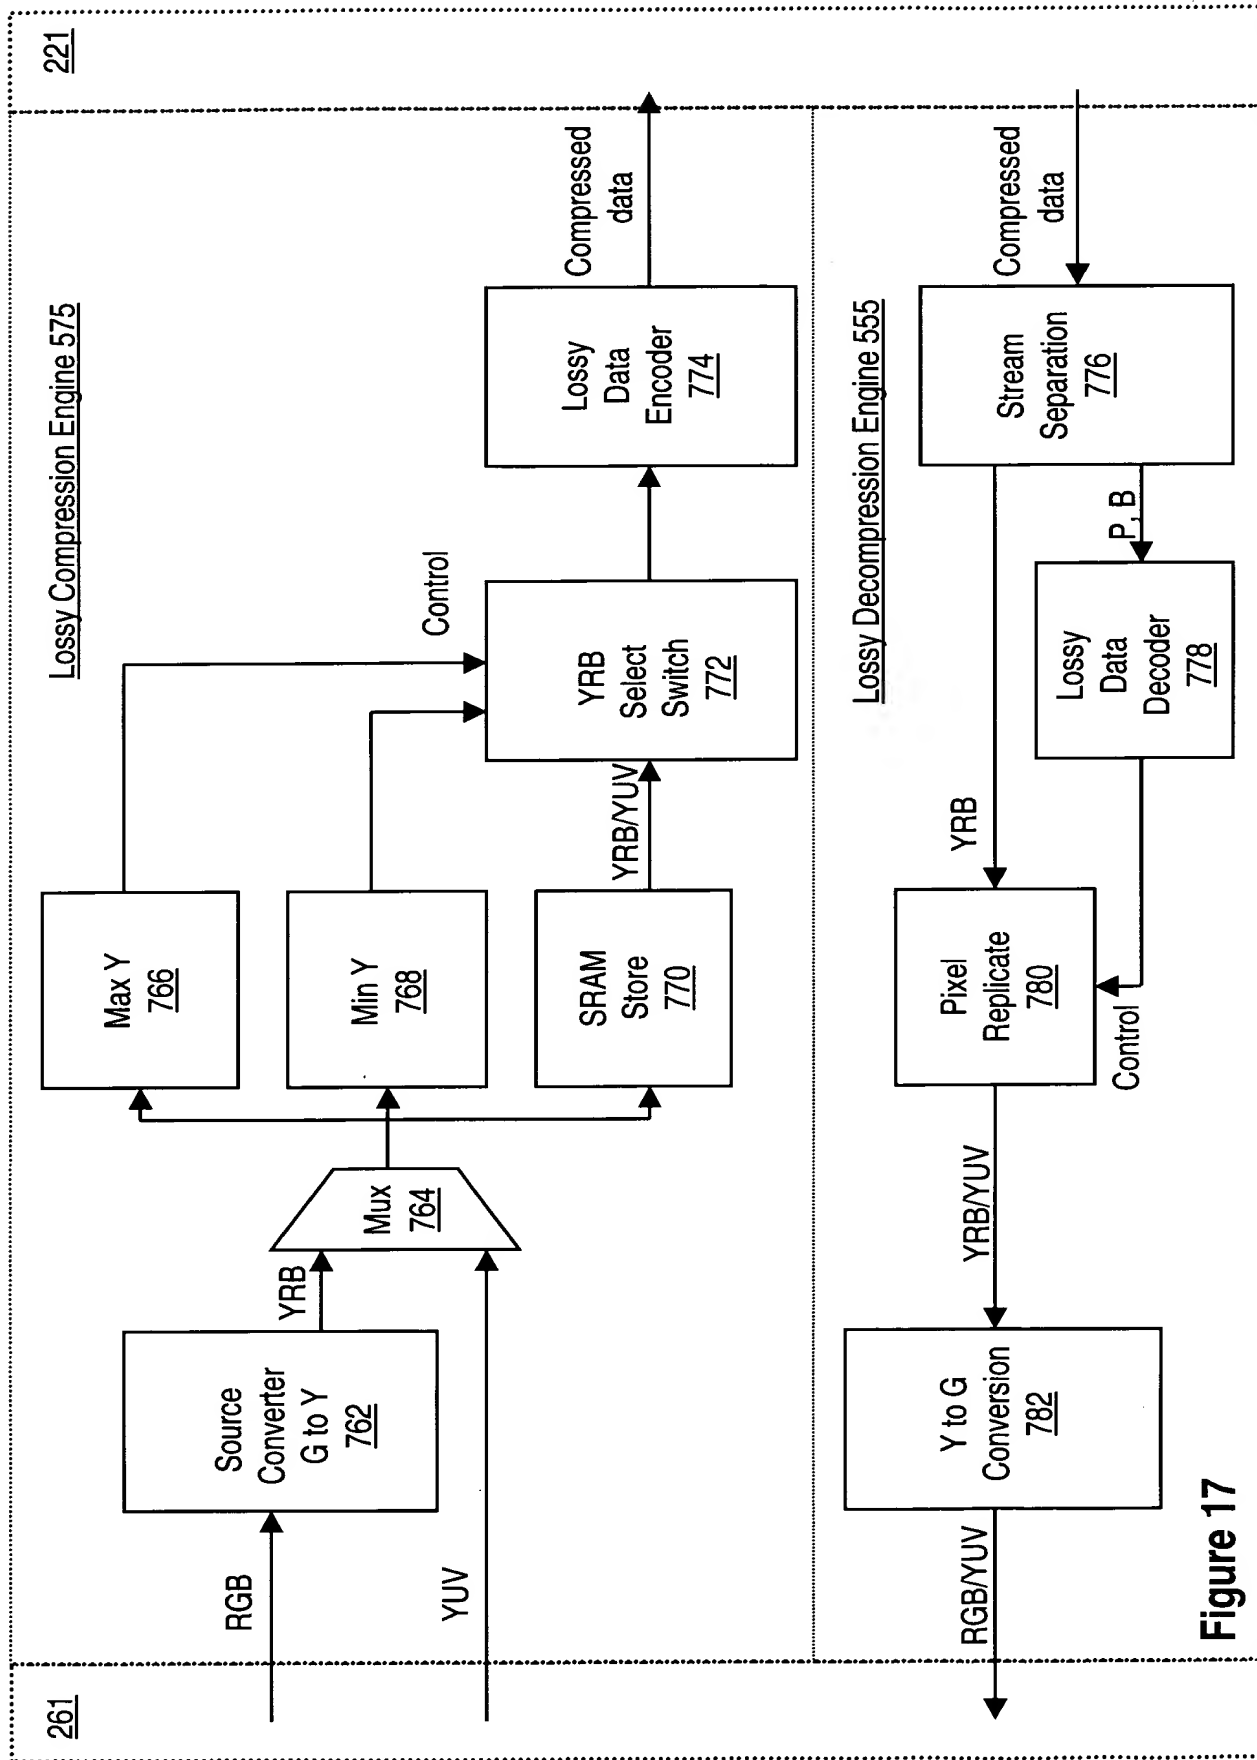 261
221
Lossy Compression Engine 575
RGB
YUV
Source
Converter
G to Y
762
YRB
Mux
764
Max Y
766
Min Y
768
SRAM
Store
770
YRB/YUV
Control
YRB
Select
Switch
772
Lossy
Data
Encoder
774
Compressed
data
Lossy Decompression Engine 555
RGB/YUV
Y to G
Conversion
782
YRB/YUV
Pixel
Replicate
780
Control
YRB
Lossy
Data
Decoder
778
P, B
Stream
Separation
776
Compressed
data
Figure 17